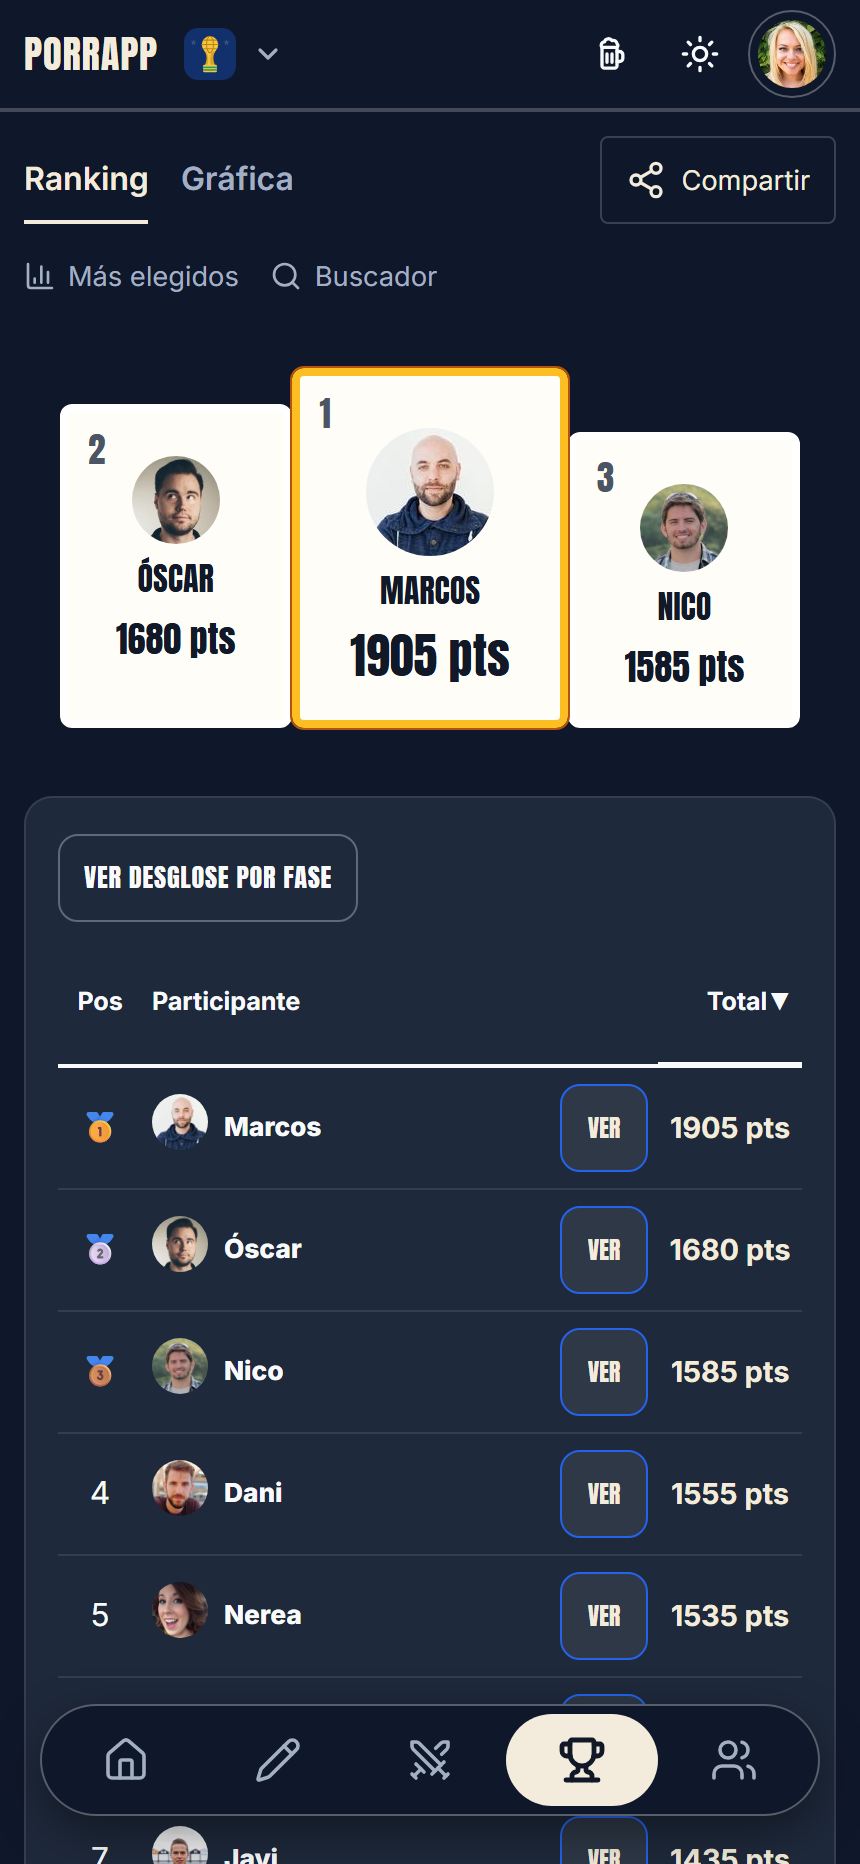 PORRAPP
Ranking
Gráfica
Compartir
Más elegidos
Buscador
2
ÓSCAR
1680 pts
1
MARCOS
1905 pts
3
NICO
1585 pts
VER DESGLOSE POR FASE
Pos Participante Total▼
1 Marcos VER 1905 pts
2 Óscar VER 1680 pts
3 Nico VER 1585 pts
4 Dani VER 1555 pts
5 Nerea VER 1535 pts
7 Javi VER 1435 pts